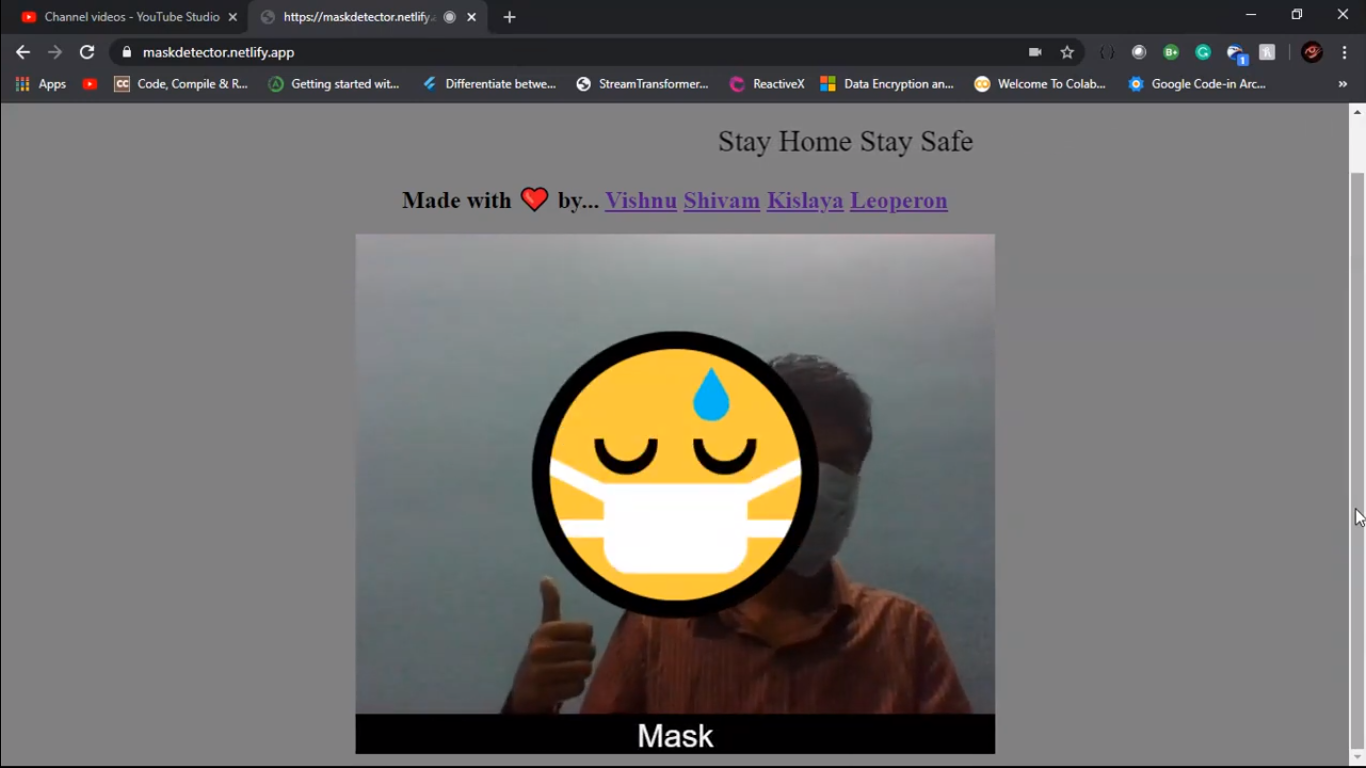 Channel videos - YouTube Studio
https://maskdetector.netlify.
maskdetector.netlify.app
Apps
Code, Compile & R...
Getting started wit...
Differentiate betwe...
StreamTransformer...
ReactiveX
Data Encryption an...
Welcome To Colab...
Google Code-in Arc...
Stay Home Stay Safe
Made with ❤ by... Vishnu Shivam Kislaya Leoperon
Mask